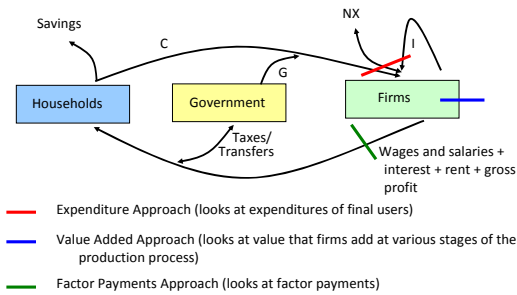 Savings
C
NX
I
G
Households
Government
Firms
Taxes/
Transfers
Wages and salaries +
interest + rent + gross
profit
Expenditure Approach (looks at expenditures of final users)
Value Added Approach (looks at value that firms add at various stages of the
production process)
Factor Payments Approach (looks at factor payments)